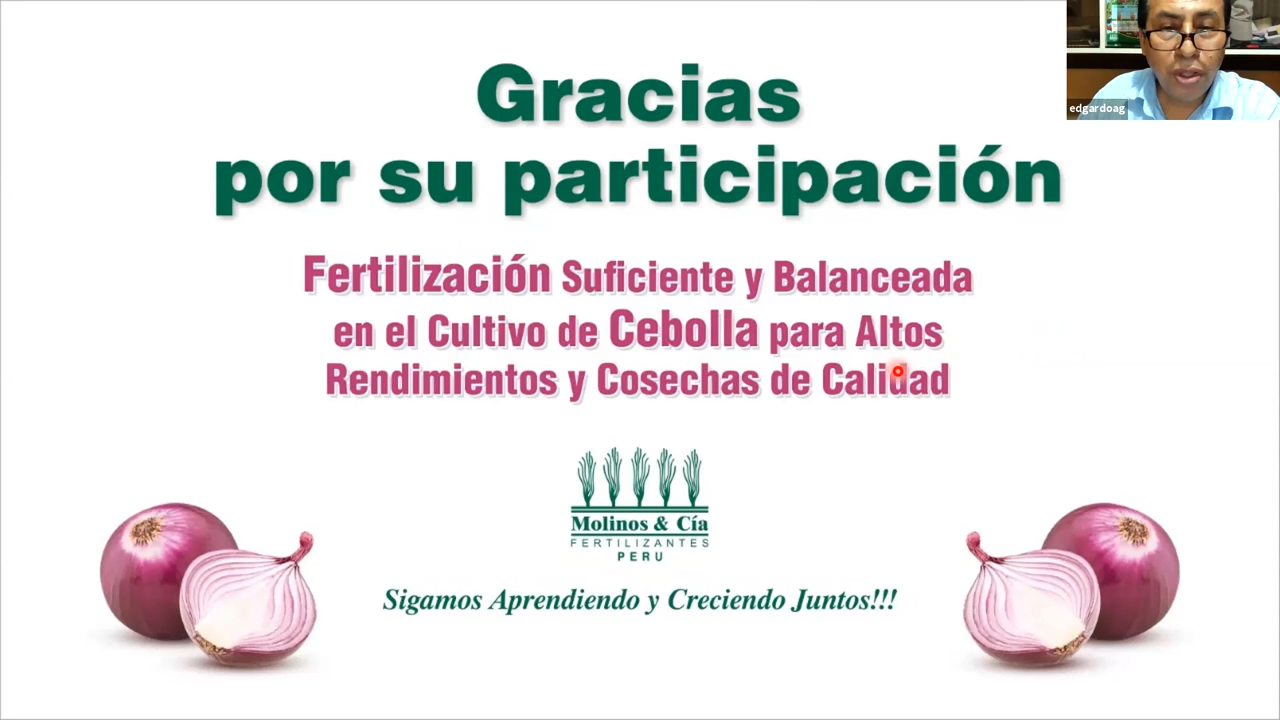 Gracias
por su participación
Fertilización Suficiente y Balanceada
en el Cultivo de Cebolla para Altos
Rendimientos y Cosechas de Calidad
Molinos & Cía
FERTILIZANTES
PERU
Sigamos Aprendiendo y Creciendo Juntos!!!
edgardoag